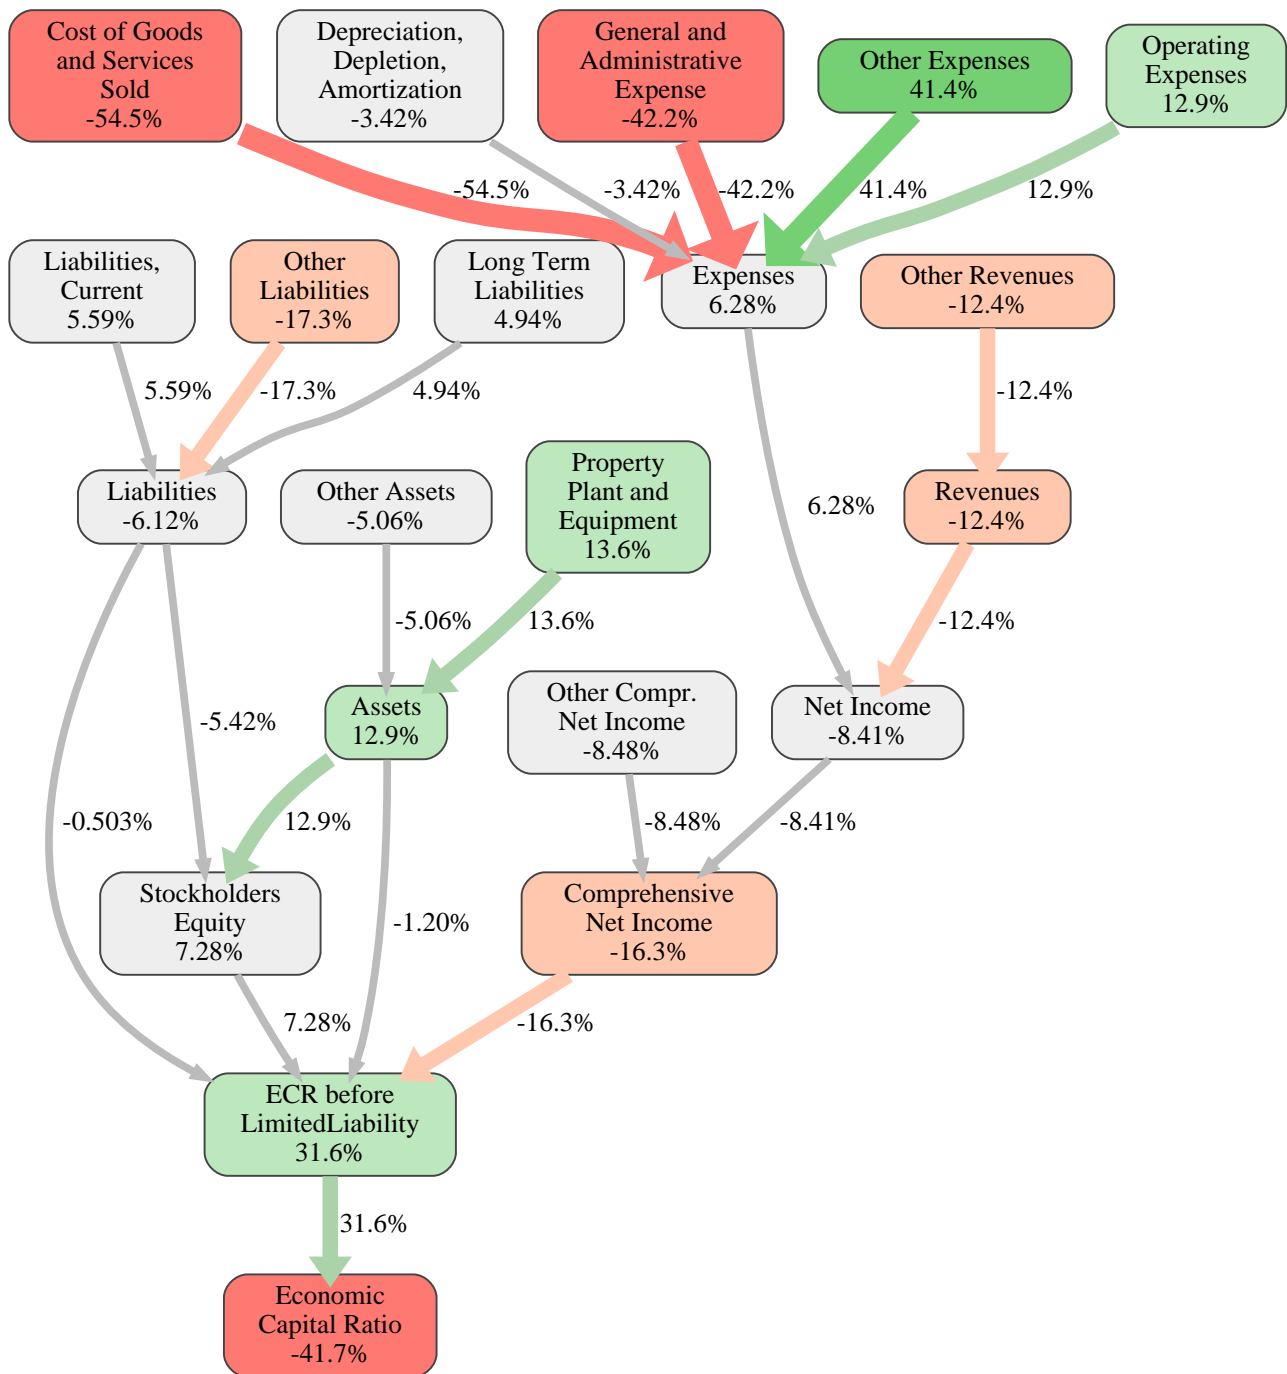 Cost of Goods
and Services
Sold
-54.5%
Depreciation,
Depletion,
Amortization
-3.42%
General and
Administrative
Expense
-42.2%
Other Expenses
41.4%
Operating
Expenses
12.9%
-54.5%
-3.42%
-42.2%
41.4%
12.9%
Liabilities,
Current
5.59%
Other
Liabilities
-17.3%
Long Term
Liabilities
4.94%
Expenses
6.28%
Other Revenues
-12.4%
5.59%
-17.3%
4.94%
-12.4%
Liabilities
-6.12%
Other Assets
-5.06%
Property
Plant and
Equipment
13.6%
6.28%
Revenues
-12.4%
-5.06%
13.6%
-12.4%
-5.42%
Assets
12.9%
Other Compr.
Net Income
-8.48%
Net Income
-8.41%
-0.503%
12.9%
-8.48%
-8.41%
Stockholders
Equity
7.28%
-1.20%
Comprehensive
Net Income
-16.3%
7.28%
-16.3%
ECR before
LimitedLiability
31.6%
31.6%
Economic
Capital Ratio
-41.7%